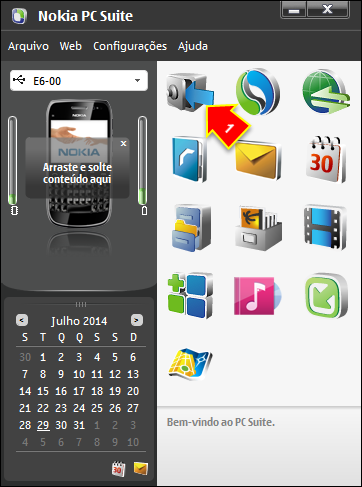 Nokia PC Suite
Arquivo Web Configurações Ajuda
E6-00
NOKIA
x
Arraste e solte
conteúdo aqui
1
30
< Julho 2014 >
S T Q Q S S D
30 1 2 3 4 5 6
7 8 9 10 11 12 13
14 15 16 17 18 19 20
21 22 23 24 25 26 27
28 29 30 31 1 2 3
4 5 6 7 8 9 10
30
Bem-vindo ao PC Suite.